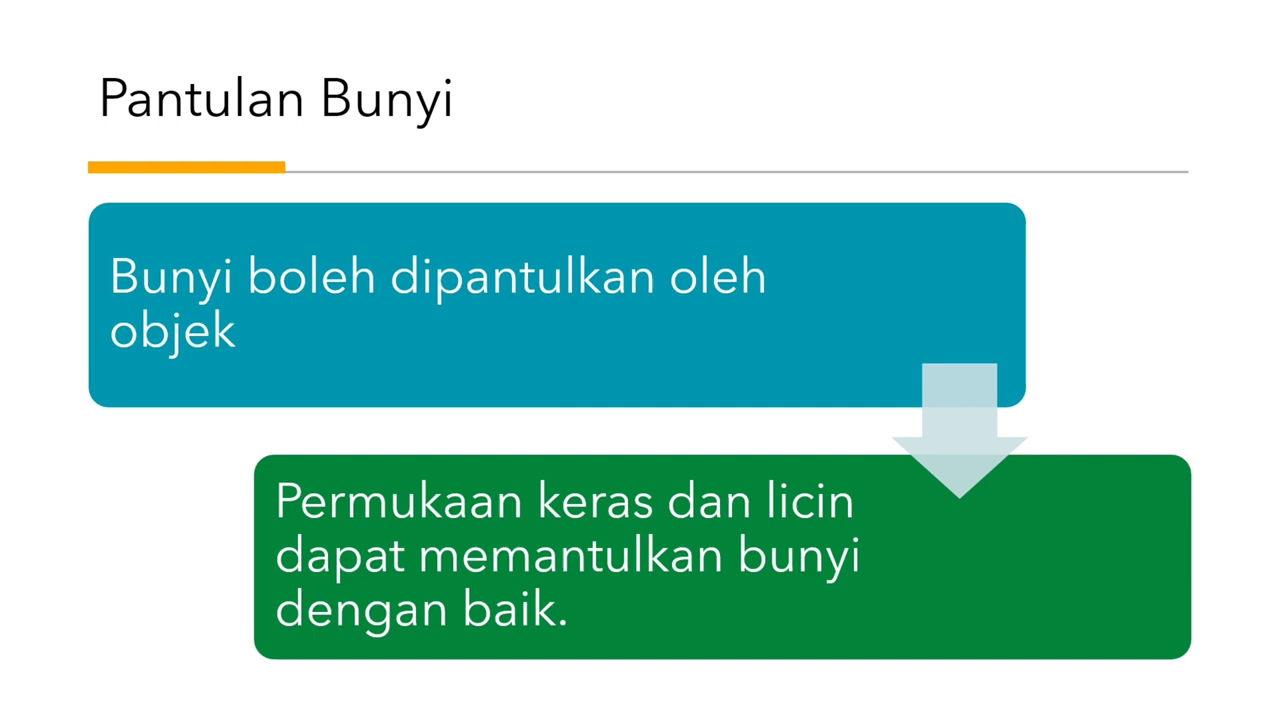 Pantulan Bunyi
Bunyi boleh dipantulkan oleh
objek
Permukaan keras dan licin
dapat memantulkan bunyi
dengan baik.